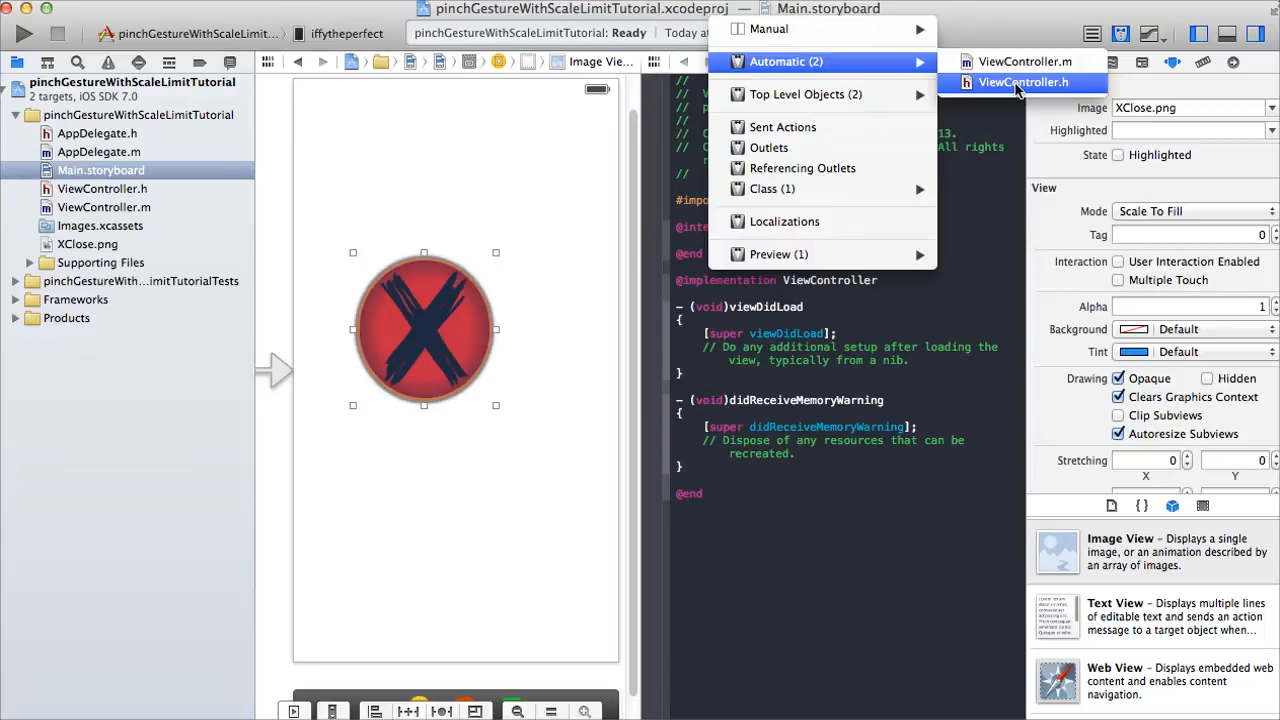 pinchGestureWithScaleLimitTutorial.xcodeproj
Main.storyboard
pinchGestureWithScaleLimitTutorial
ifftheperfect
pinchGestureWithScaleLimitTutorial: Ready
Today at
Image Vie...
pinchGestureWithScaleLimitTutorial
2 targets, iOS SDK 7.0
pinchGestureWithScaleLimitTutorial
AppDelegate.h
AppDelegate.m
Main.storyboard
ViewController.h
ViewController.m
Images.xcassets
XClose.png
Supporting Files
pinchGestureWith...imitTutorialTests
Frameworks
Products
Manual
Automatic (2)
Top Level Objects (2)
Sent Actions
Outlets
Referencing Outlets
Class (1)
Localizations
Preview (1)
ViewController.m
ViewController.h
//
//
//
//
13.
//
All rights
//
#impo
@inte
@end
@implementation ViewController
- (void)viewDidLoad
{
[super viewDidLoad];
// Do any additional setup after loading the
view, typically from a nib.
}
- (void)didReceiveMemoryWarning
{
[super didReceiveMemoryWarning];
// Dispose of any resources that can be
recreated.
}
@end
Image XClose.png
Highlighted
State Highlighted
View
Mode Scale To Fill
Tag 0
Interaction User Interaction Enabled
Multiple Touch
Alpha 1
Background Default
Tint Default
Drawing Opaque Hidden
Clears Graphics Context
Clip Subviews
Autoresize Subviews
Stretching 0 0
X Y
Image View - Displays a single
image, or an animation described by
an array of images.
Text View - Displays multiple lines
of editable text and sends an action
message to a target object when...
Web View - Displays embedded web
content and enables content
navigation.